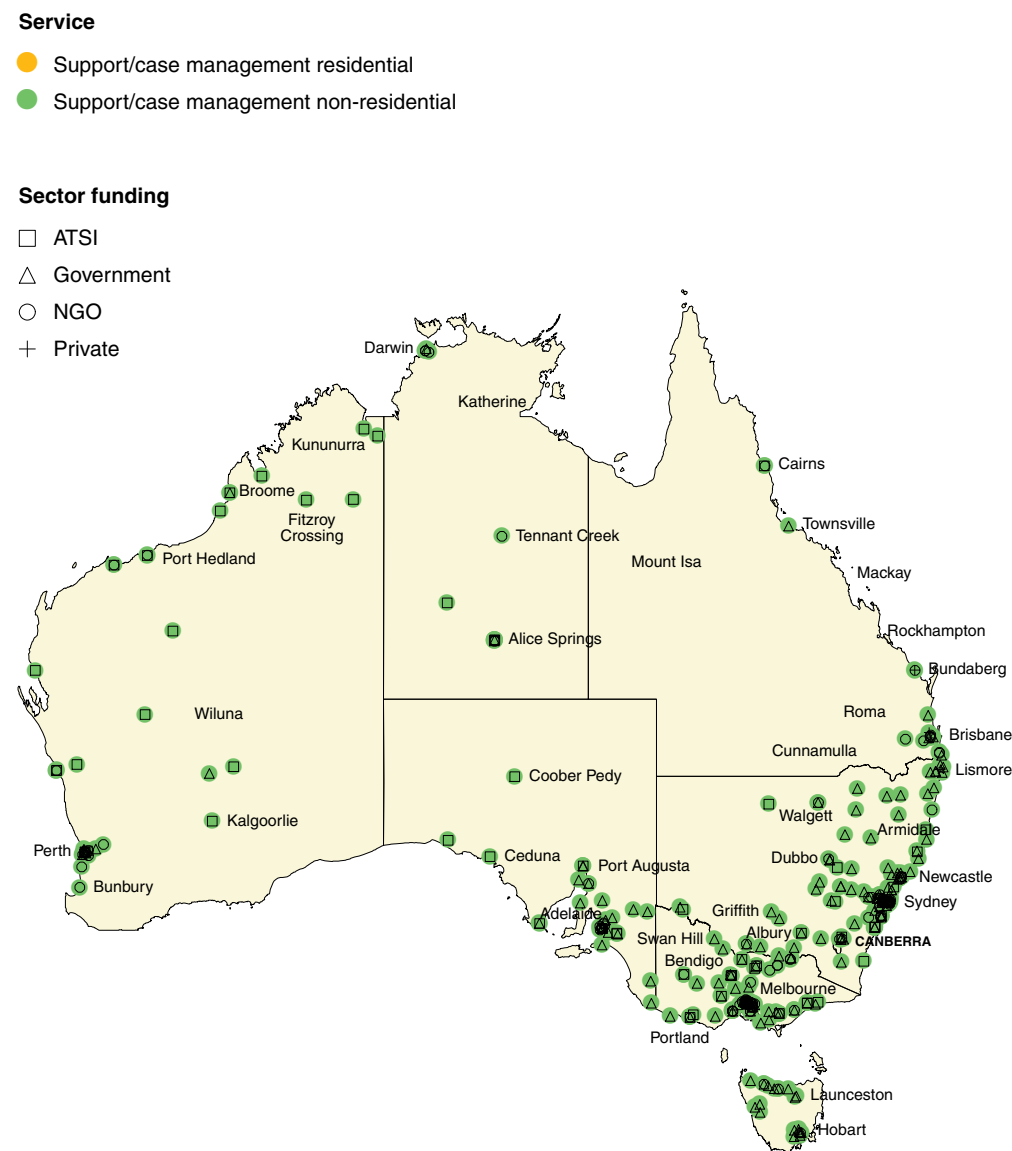 Service
Support/case management residential
Support/case management non-residential
Sector funding
ATSI
Government
NGO
Private
Darwin
Katherine
Kununurra
Cairns
Broome
Fitzroy
Crossing
Townsville
Tennant Creek
Port Hedland
Mount Isa
Mackay
Rockhampton
Alice Springs
Bundaberg
Wiluna
Roma
Brisbane
Cunnamulla
Lismore
Coober Pedy
Walgett
Kalgoorlie
Armidale
Perth
Ceduna
Port Augusta
Dubbo
Newcastle
Bunbury
Sydney
Adelaide
Griffith
Swan Hill
Albury
CANBERRA
Bendigo
Melbourne
Portland
Launceston
Hobart